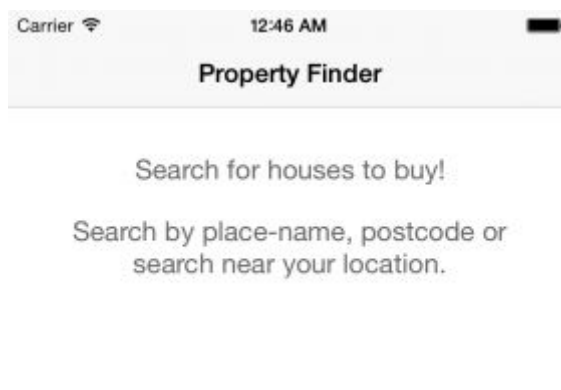 Carrier
12:46 AM
Property Finder
Search for houses to buy!
Search by place-name, postcode or
search near your location.